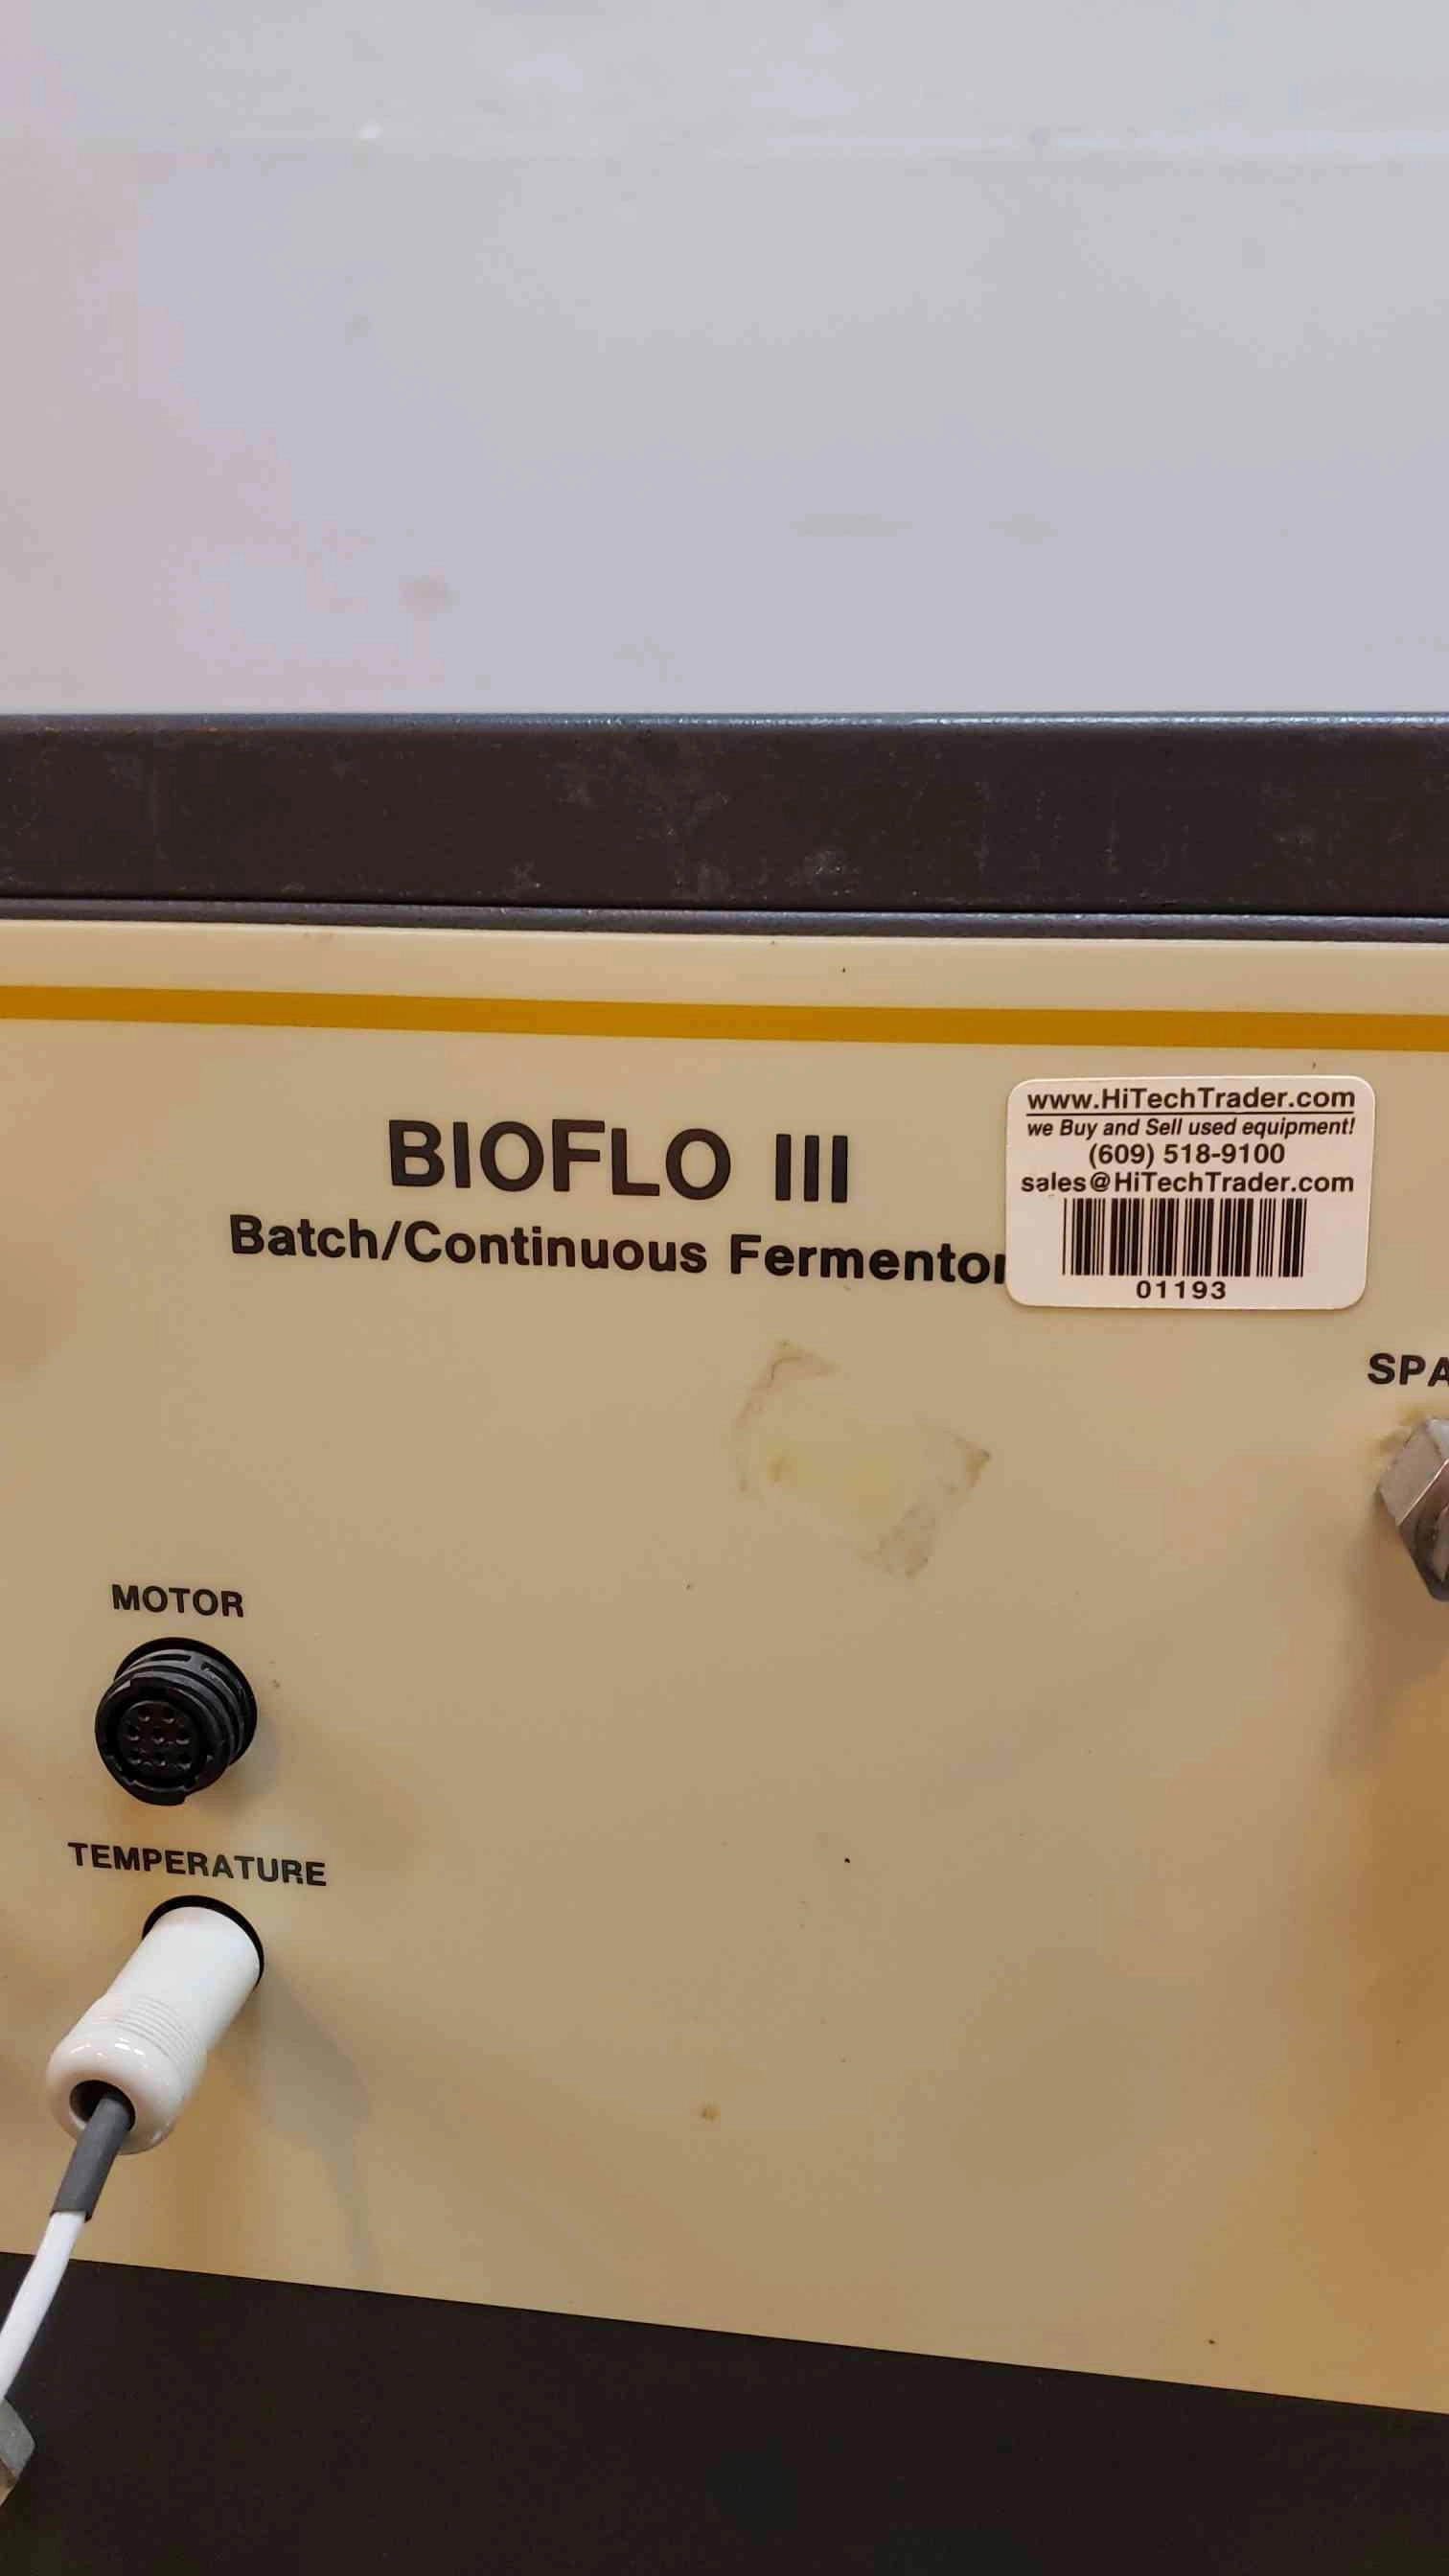 BIOFLO III
Batch/Continuous Fermentor
www.HiTechTrader.com
we Buy and Sell used equipment!
(609) 518-9100
sales@HiTechTrader.com
01193
SPA
MOTOR
TEMPERATURE